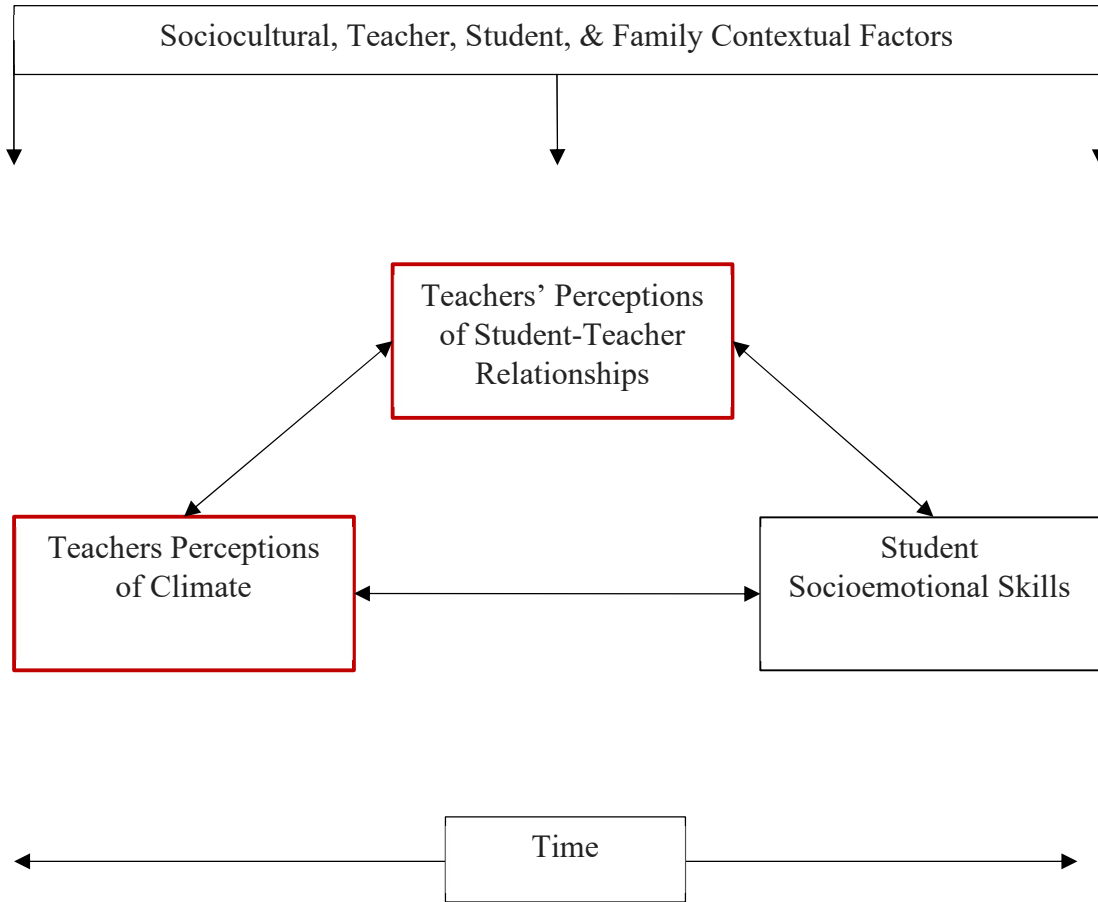 Sociocultural, Teacher, Student, & Family Contextual Factors
Teachers’ Perceptions
of Student-Teacher
Relationships
Teachers Perceptions
of Climate
Student
Socioemotional Skills
Time